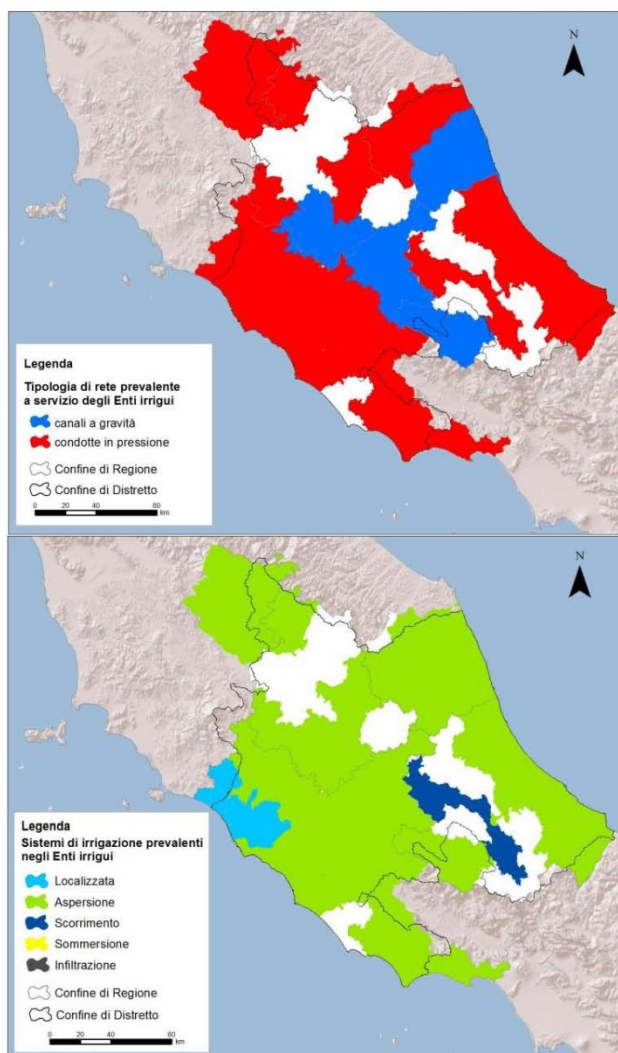 N
Legenda
Tipologia di rete prevalente
a servizio degli Enti irrigui
canali a gravità
condotte in pressione
Confine di Regione
Confine di Distretto
0 20 40 80
km
N
Legenda
Sistemi di irrigazione prevalenti
negli Enti irrigui
Localizzata
Aspersione
Scorrimento
Sommersione
Infiltrazione
Confine di Regione
Confine di Distretto
0 20 40 80
km